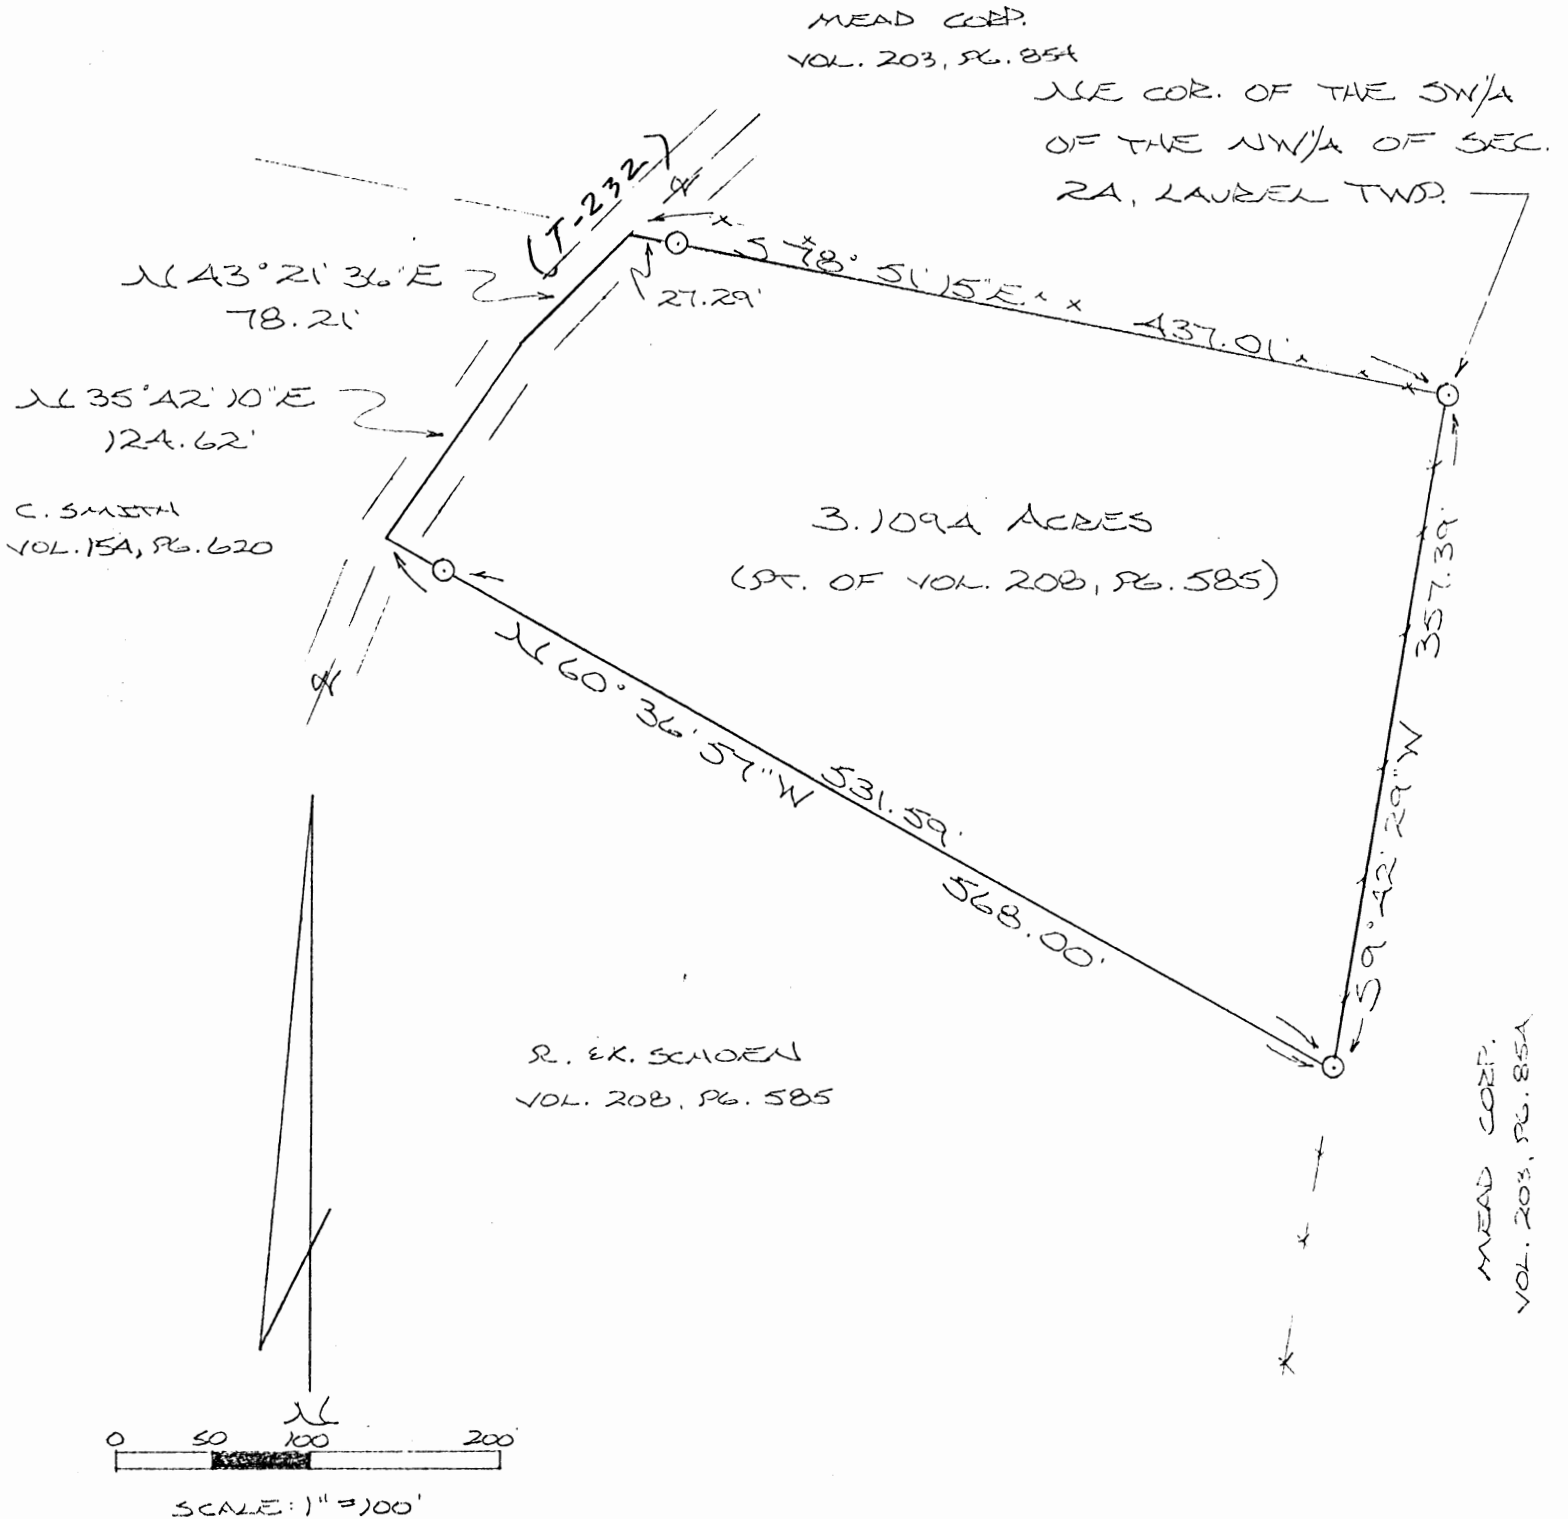 MEAD CORP.
VOL. 203, PG. 854
NE COR. OF THE SW1/4
OF THE NW1/4 OF SEC.
24, LAUREL TWP.
(T-232)
N 43° 21' 36" E
78.21'
27.29'
S 78° 51' 15" E
437.01'
N 35° 42' 10" E
124.62'
C. SMITH
VOL. 154, PG. 620
3.1094 ACRES
(PT. OF VOL. 208, PG. 585)
357.39'
S 9° 42' 29" W
N 60° 36' 57" W
531.59'
568.00'
R. & K. SCHOEN
VOL. 208, PG. 585
MEAD CORP.
VOL. 203, PG. 854
N
0 50 100 200'
SCALE: 1" = 100'